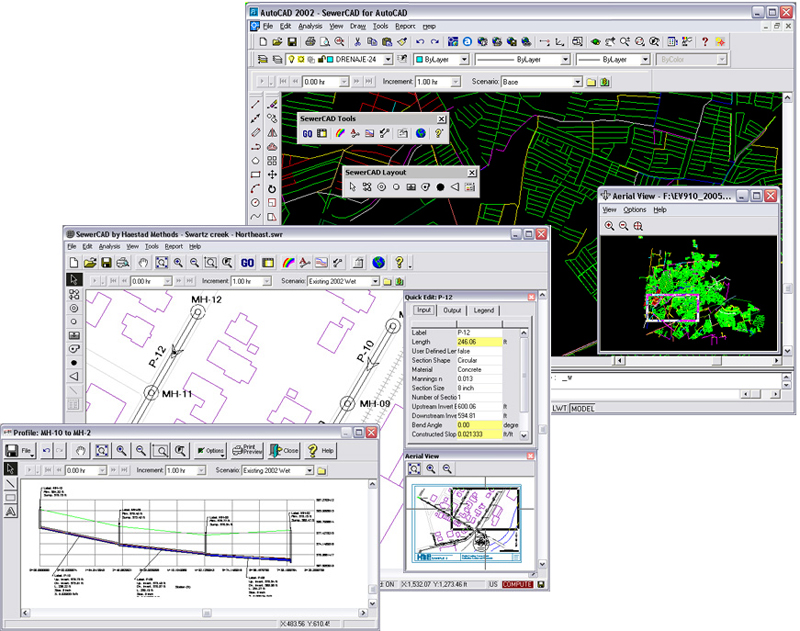 AutoCAD 2002 - SewerCAD for AutoCAD
File Edit Analysis View Draw Tools Report Help
DRENAJE-24 ByLayer ByLayer ByLayer ByColor
0.00 hr Increment: 1.00 hr Scenario: Base
SewerCAD Tools
GO
SewerCAD Layout
Aerial View - F:\EV910_2005...
View Options Help
: _w
LWT MODEL
SewerCAD by Haestad Methods - Swartz creek - Northeast.swr
File Edit Analysis View Tools Report Help
GO
0.00 hr Increment: 1.00 hr Scenario: Existing 2002 Wet
MH-12
P-12
P-10
MH-11
MH-09
Quick Edit: P-12
Input Output Legend
Label P-12
Length 246.06 ft
User Defined Ler false
Section Shape Circular
Material Concrete
Mannings n 0.013
Section Size 8 inch
Number of Sectio 1
Upstream Invert 600.06 ft
Downstream Inve 594.81 ft
Bend Angle 0.00 degre
Constructed Slop 0.021333 ft/ft
Aerial View
± ON X:1,532.07 Y:1,273.46 ft US COMPUTE
Profile: MH-10 to MH-2
File Options Print Preview Close Help
0.00 hr Increment: 1.00 hr Scenario: Existing 2002 Wet
X:483.56 Y:610.4